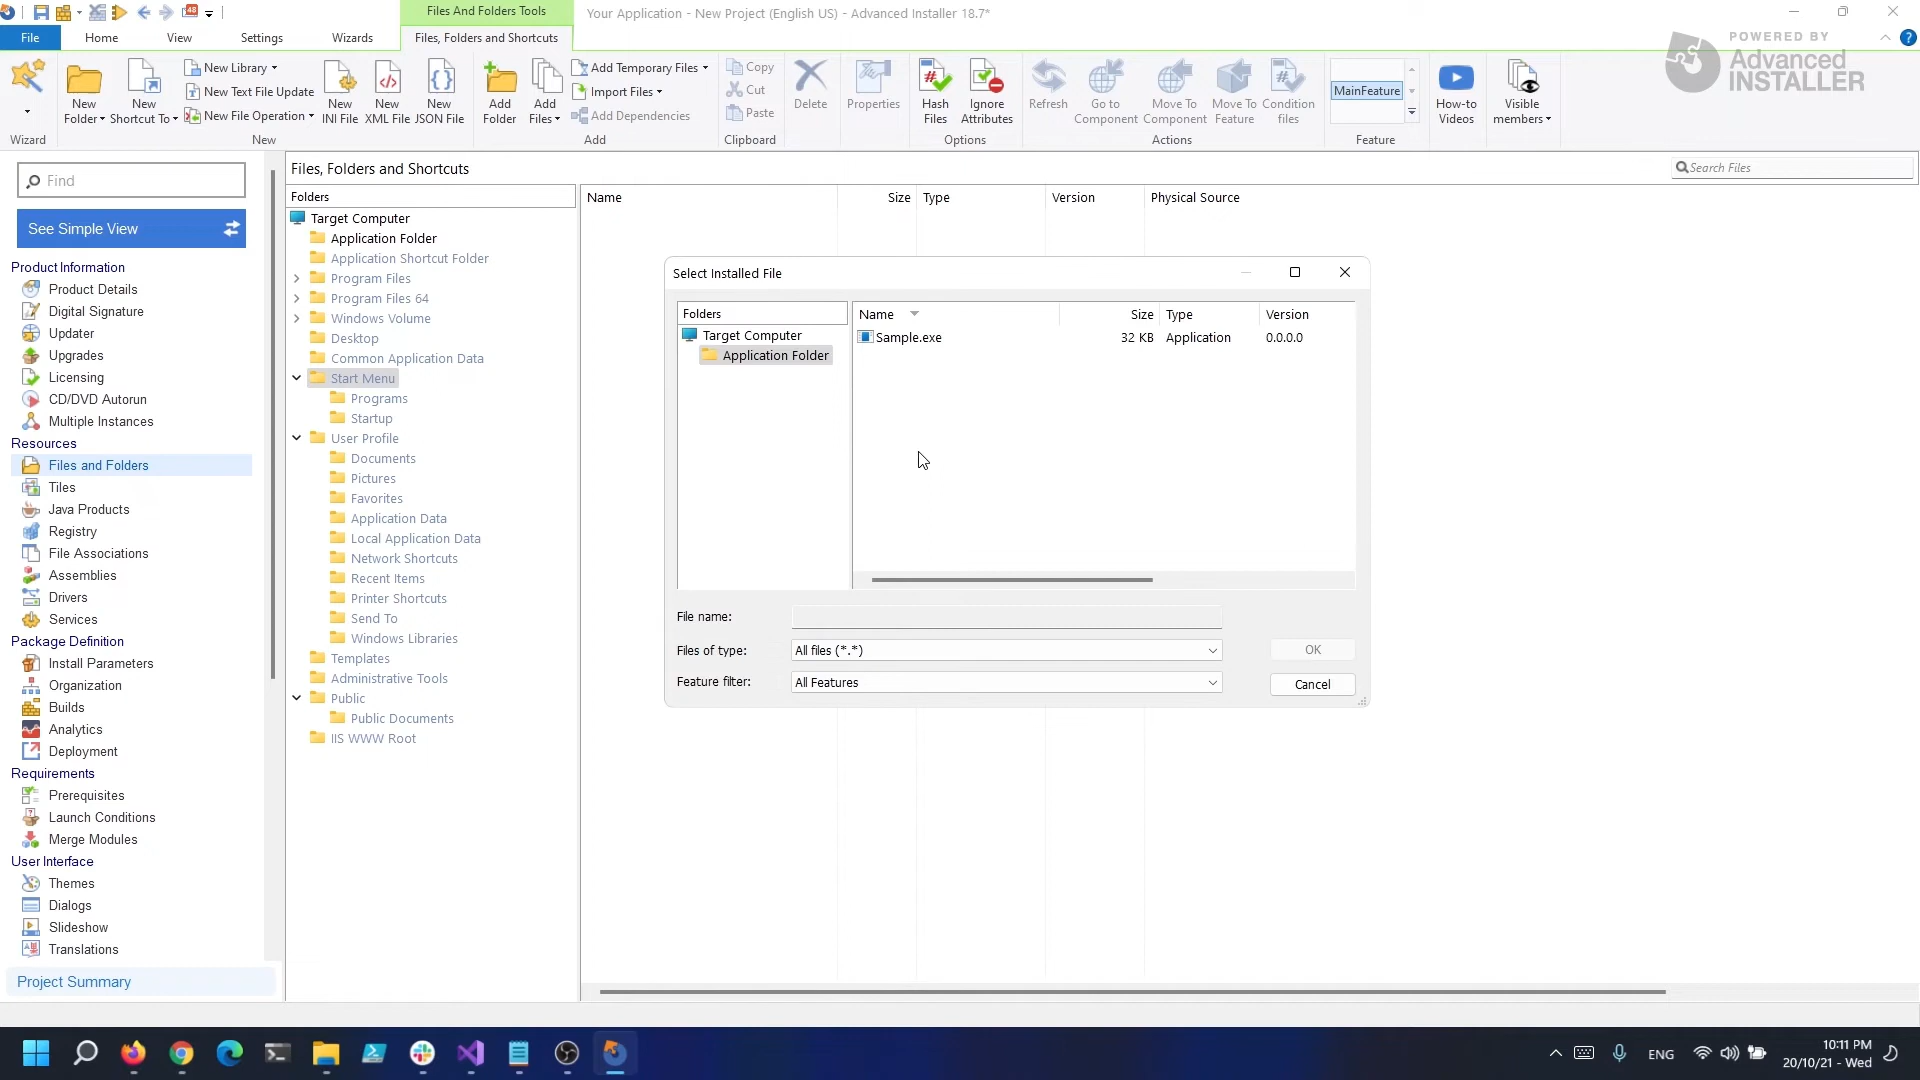 Files And Folders Tools
Your Application - New Project (English US) - Advanced Installer 18.7*
File
Home
View
Settings
Wizards
Files, Folders and Shortcuts
POWERED BY
Advanced
INSTALLER
New Folder
New Shortcut To
New Library
New Text File Update
New File Operation
New INI File
New XML File
New JSON File
Add Folder
Add Files
Add Temporary Files
Import Files
Add Dependencies
Copy
Cut
Paste
Delete
Properties
Hash Files
Ignore Attributes
Refresh
Go to Component
Move To Component
Move To Feature
Condition files
MainFeature
How-to Videos
Visible members
Wizard
New
Add
Clipboard
Options
Actions
Feature
Find
See Simple View
Product Information
Product Details
Digital Signature
Updater
Upgrades
Licensing
CD/DVD Autorun
Multiple Instances
Resources
Files and Folders
Tiles
Java Products
Registry
File Associations
Assemblies
Drivers
Services
Package Definition
Install Parameters
Organization
Builds
Analytics
Deployment
Requirements
Prerequisites
Launch Conditions
Merge Modules
User Interface
Themes
Dialogs
Slideshow
Translations
Project Summary
Files, Folders and Shortcuts
Search Files
Folders
Target Computer
Application Folder
Application Shortcut Folder
Program Files
Program Files 64
Windows Volume
Desktop
Common Application Data
Start Menu
Programs
Startup
User Profile
Documents
Pictures
Favorites
Application Data
Local Application Data
Network Shortcuts
Recent Items
Printer Shortcuts
Send To
Windows Libraries
Templates
Administrative Tools
Public
Public Documents
IIS WWW Root
Name Size Type Version Physical Source
Select Installed File
Folders
Target Computer
Application Folder
Name Size Type Version
Sample.exe 32 KB Application 0.0.0.0
File name:
Files of type: All files (*.*)
OK
Feature filter: All Features
Cancel
ENG
10:11 PM
20/10/21 - Wed